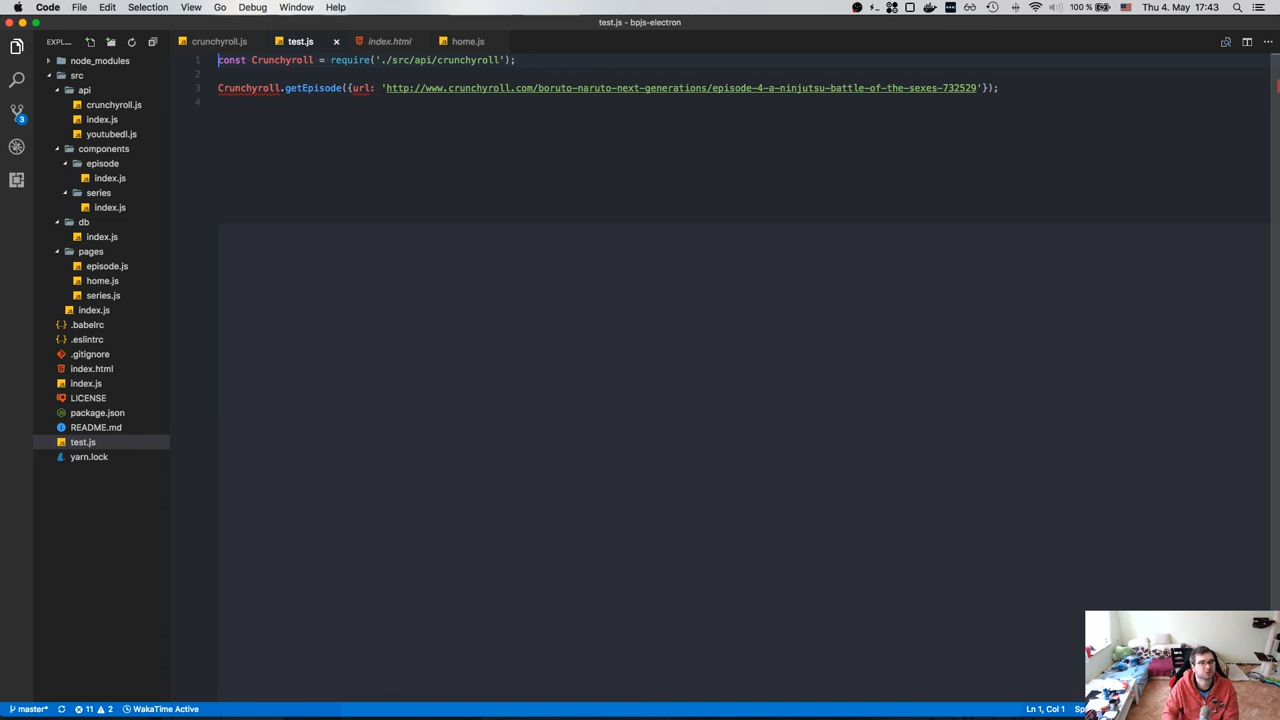 Code File Edit Selection View Go Debug Window Help 100 % Thu 4. May 17:43
test.js - bpjs-electron
EXPL...
crunchyroll.js test.js index.html home.js
node_modules
src
api
crunchyroll.js
index.js
youtubedl.js
components
episode
index.js
series
index.js
db
index.js
pages
episode.js
home.js
series.js
index.js
.babelrc
.eslintrc
.gitignore
index.html
index.js
LICENSE
package.json
README.md
test.js
yarn.lock
3
1 const Crunchyroll = require('./src/api/crunchyroll');
2
3 Crunchyroll.getEpisode({url: 'http://www.crunchyroll.com/boruto-naruto-next-generations/episode-4-a-ninjutsu-battle-of-the-sexes-732529'});
4
master* 11 2 WakaTime Active Ln 1, Col 1